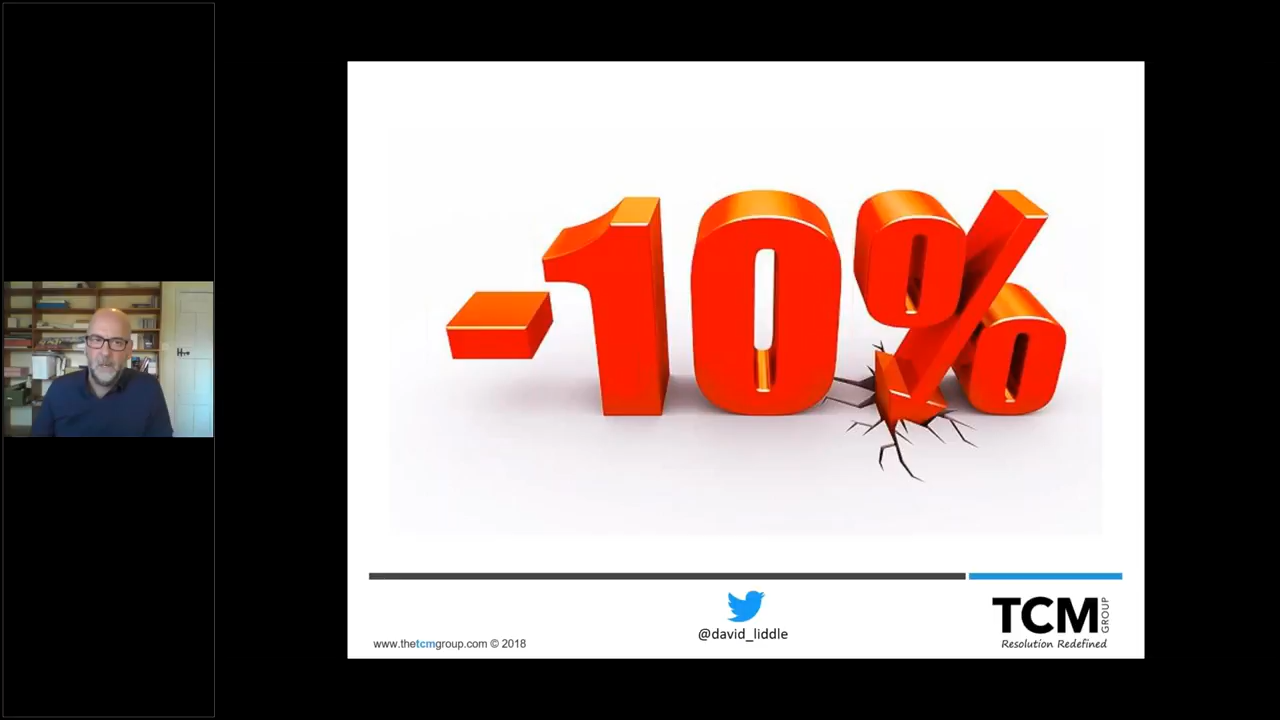 -10%
@david_liddle
www.thetcmgroup.com © 2018
TCM GROUP
Resolution Redefined